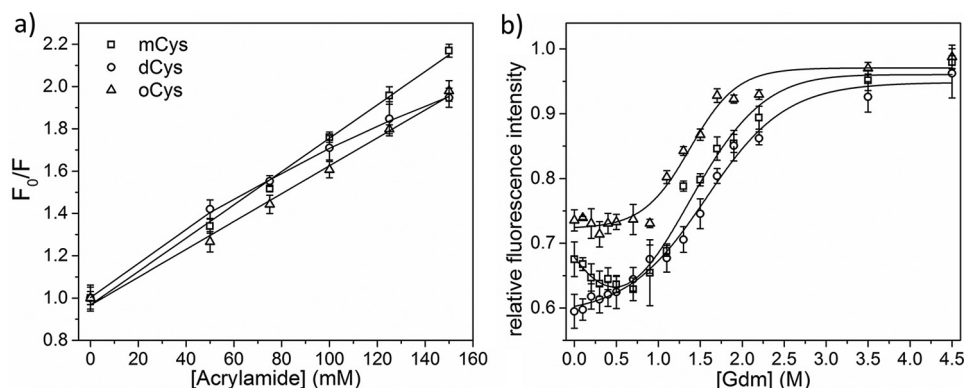 a)
mCys
dCys
oCys
F0/F
2.2
2.0
1.8
1.6
1.4
1.2
1.0
0.8
0 20 40 60 80 100 120 140 160
[Acrylamide] (mM)
b)
relative fluorescence intensity
1.0
0.9
0.8
0.7
0.6
0.0 0.5 1.0 1.5 2.0 2.5 3.0 3.5 4.0 4.5
[Gdm] (M)